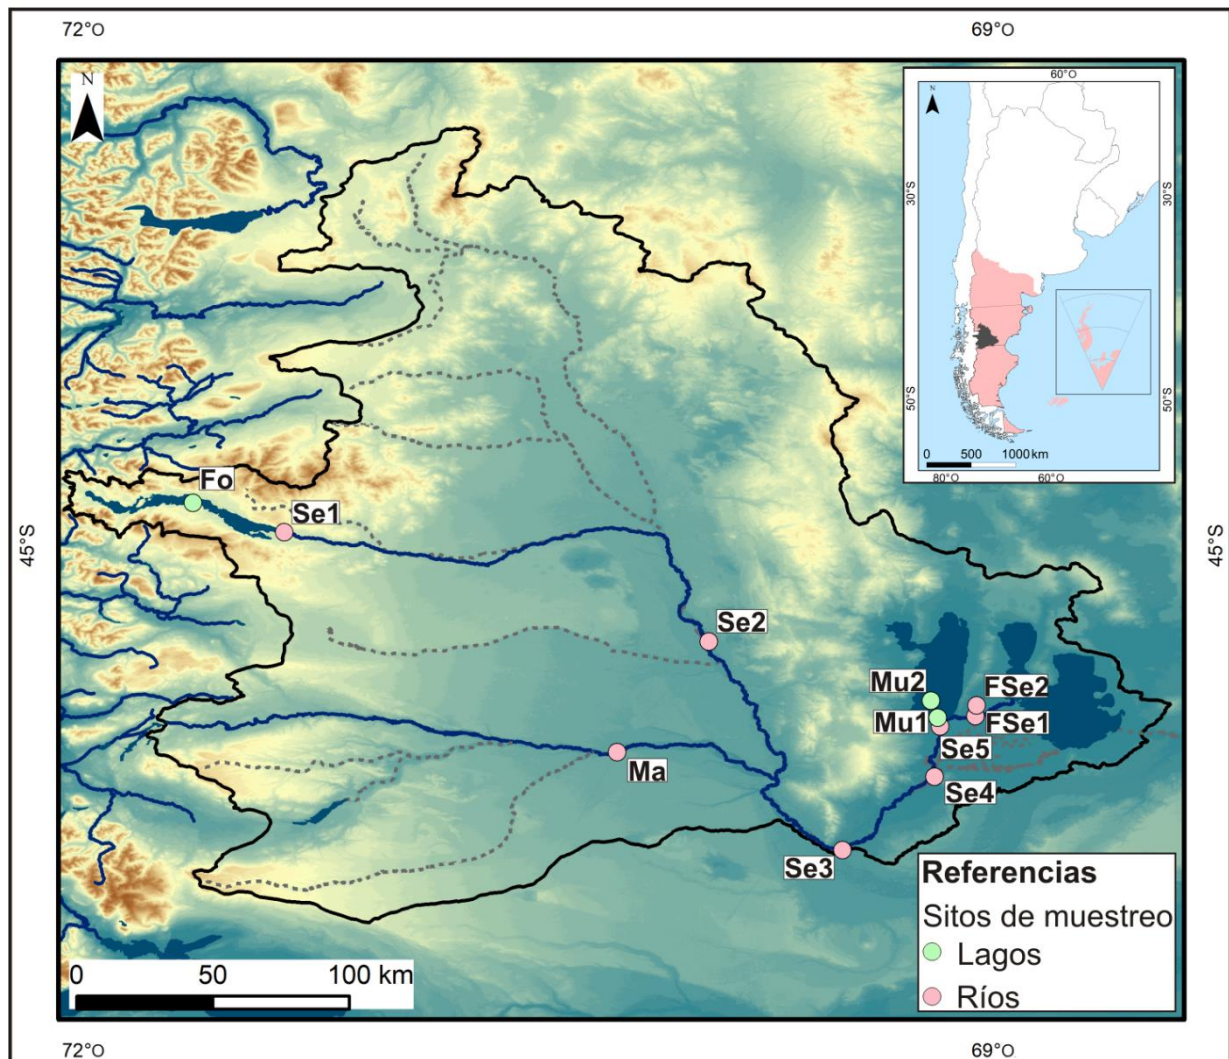 72°O 69°O
N
60°O
N
30°S 30°S
50°S 50°S
0 500 1000 km
80°O 60°O
Fo
Se1
45°S 45°S
Se2
Mu2 FSe2
Mu1 FSe1
Se5
Ma
Se4
Se3
Referencias
Sitos de muestreo
Lagos
Ríos
0 50 100 km
72°O 69°O